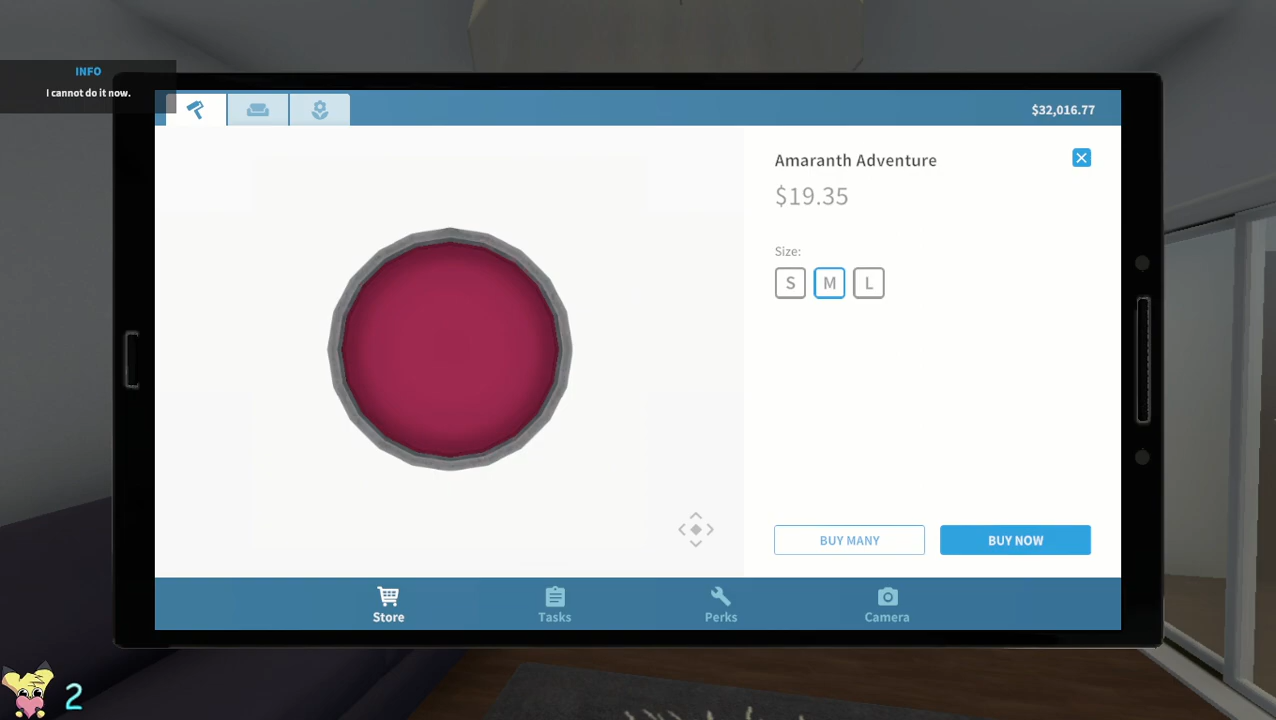 INFO
I cannot do it now.
$32,016.77
Amaranth Adventure
$19.35
Size:
S M L
BUY MANY BUY NOW
Store Tasks Perks Camera
2